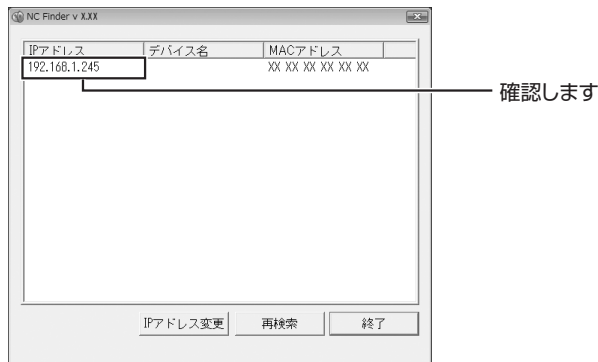 NC Finder v X.XX
IPアドレス デバイス名 MACアドレス
192.168.1.245 XX XX XX XX XX XX
確認します
IPアドレス変更 再検索 終了